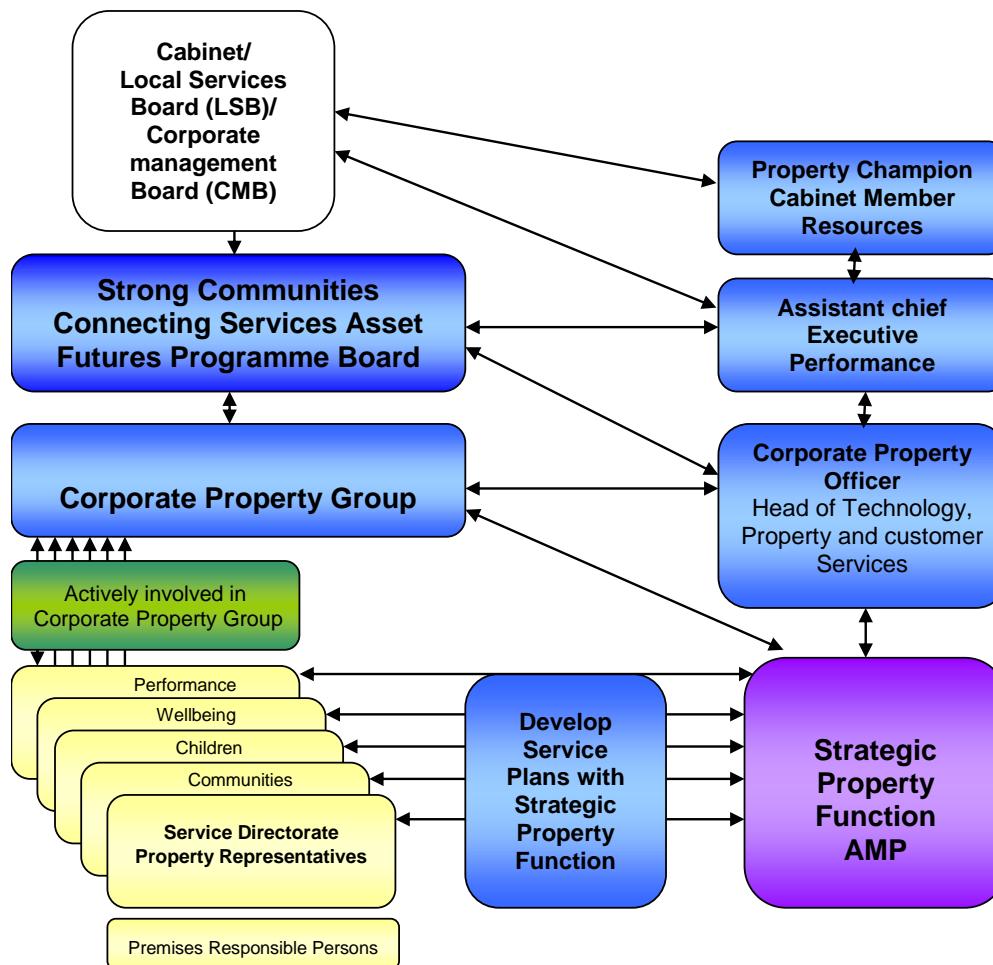 Cabinet/
Local Services
Board (LSB)/
Corporate
management
Board (CMB)
Property Champion
Cabinet Member
Resources
Strong Communities
Connecting Services Asset
Futures Programme Board
Assistant chief
Executive
Performance
Corporate Property Group
Corporate Property
Officer
Head of Technology,
Property and customer
Services
Actively involved in
Corporate Property Group
Performance
Wellbeing
Children
Communities
Service Directorate
Property Representatives
Develop
Service
Plans with
Strategic
Property
Function
Strategic
Property
Function
AMP
Premises Responsible Persons